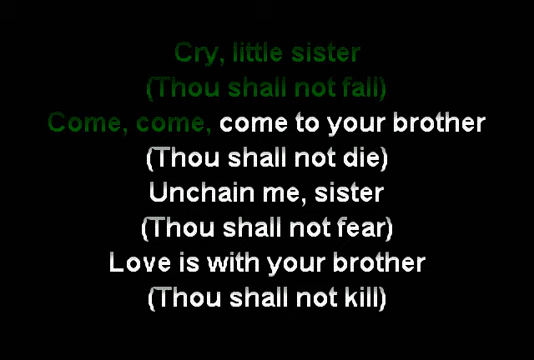 Cry, little sister
(Thou shall not fall)
Come, come, come to your brother
(Thou shall not die)
Unchain me, sister
(Thou shall not fear)
Love is with your brother
(Thou shall not kill)